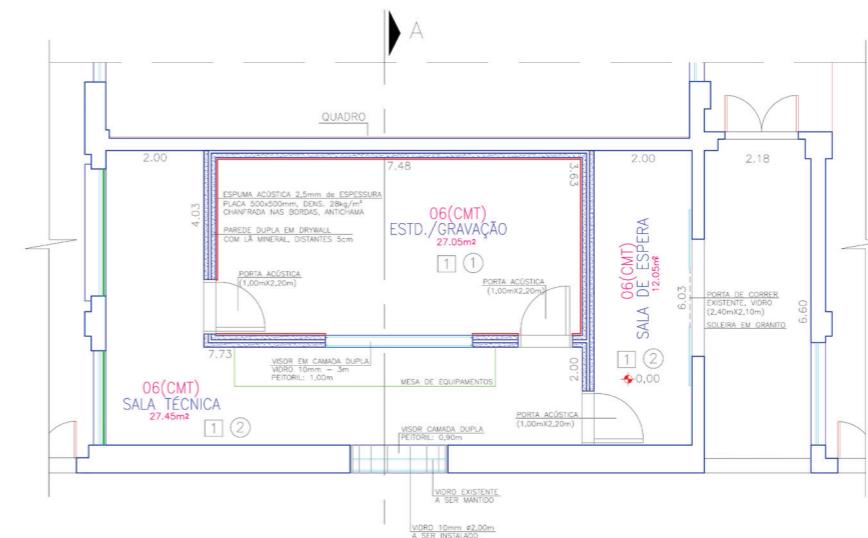 A
QUADRO
2.00
7.48
3.63
2.00
2.18
ESPUMA ACÚSTICA 2,5mm de ESPESSURA
PLACA 500x500mm, DENS. 28kg/m³
CHANFRADA NAS BORDAS, ANTICHAMA
4.03
PAREDE DUPLA EM DRYWALL
COM LÃ MINERAL, DISTANTES 5cm
06(CMT)
ESTD./GRAVAÇÃO
27.05m²
1 1
06(CMT)
SALA DE ESPERA
12.05m²
PORTA ACÚSTICA
(1,00mX2,20m)
PORTA ACÚSTICA
(1,00mX2,20m)
6.03
PORTA DE CORRER
EXISTENTE, VIDRO
(2,40mX2,10m)
SOLEIRA EM GRANITO
6.60
7.73
VISOR EM CAMADA DUPLA
VIDRO 10mm – 3m
PEITORIL: 1,00m
MESA DE EQUIPAMENTOS
2.00
1 2
0,00
06(CMT)
SALA TÉCNICA
27.45m²
1 2
PORTA ACÚSTICA
(1,00mX2,20m)
VISOR CAMADA DUPLA
PEITORIL: 0,90m
VIDRO EXISTENTE
A SER MANTIDO
VIDRO 10mm #2,00m
A SER INSTALADO